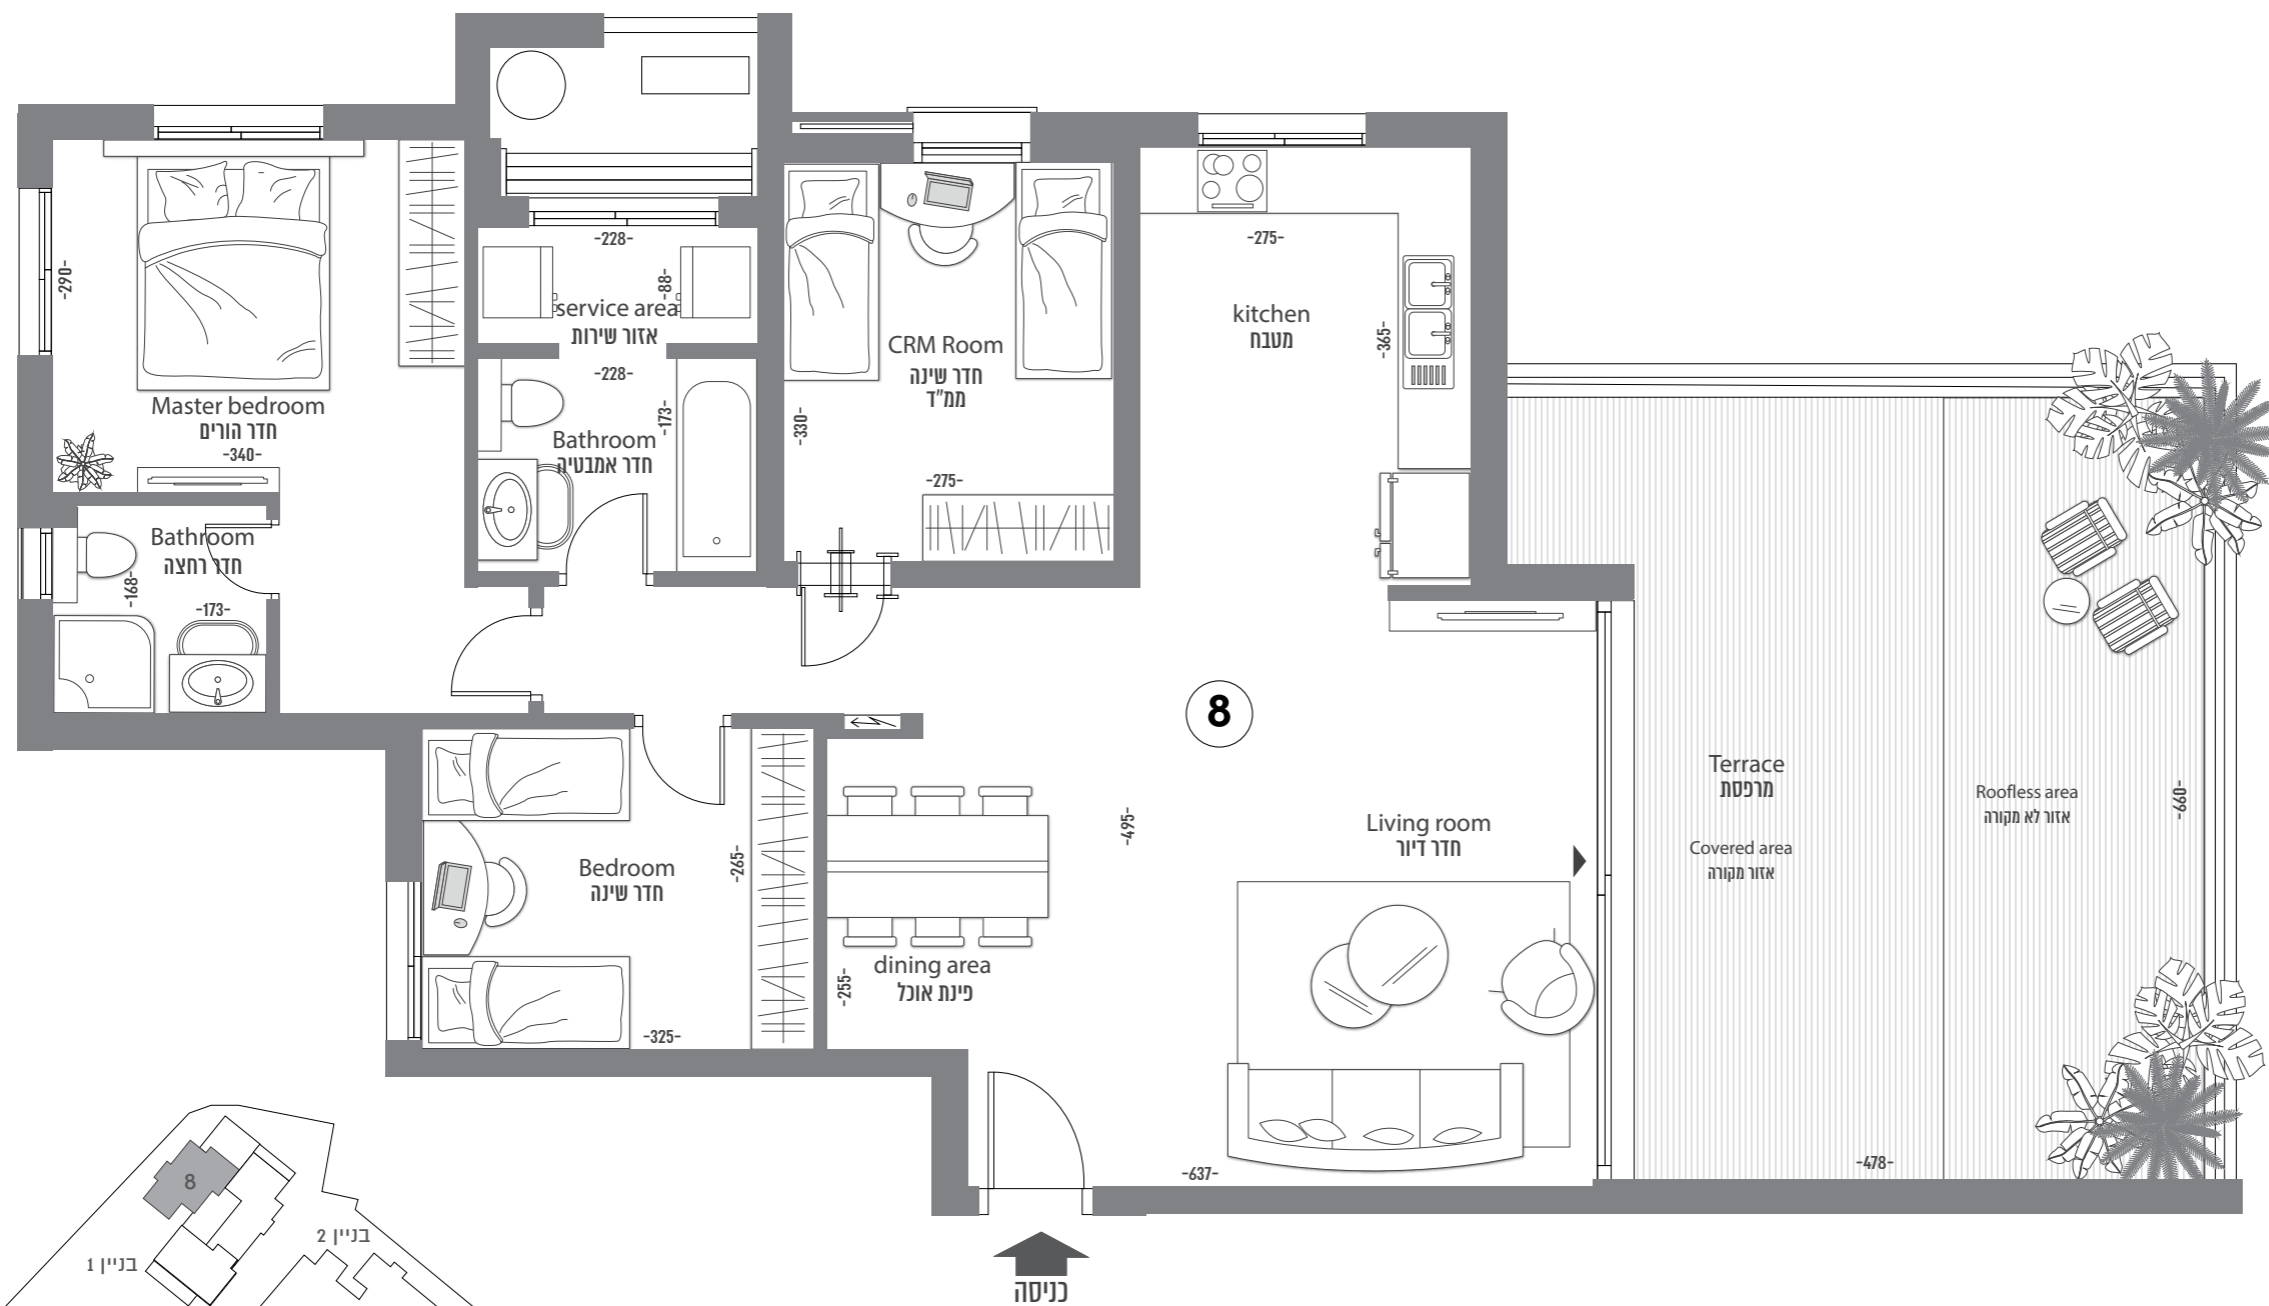 -228-
-88-
service area
אזור שירות
-290-
Master bedroom
חדר הורים
-340-
-228-
-173-
Bathroom
חדר אמבטיה
CRM Room
חדר שינה
ממ"ד
-330-
-275-
-275-
kitchen
מטבח
-365-
Bathroom
חדר רחצה
-168-
-173-
8
Bedroom
חדר שינה
-265-
-325-
dining area
פינת אוכל
-255-
-495-
Living room
חדר דיור
-637-
Terrace
מרפסת
Covered area
אזור מקורה
Roofless area
אזור לא מקורה
-660-
-478-
כניסה
8
בניין 1
בניין 2